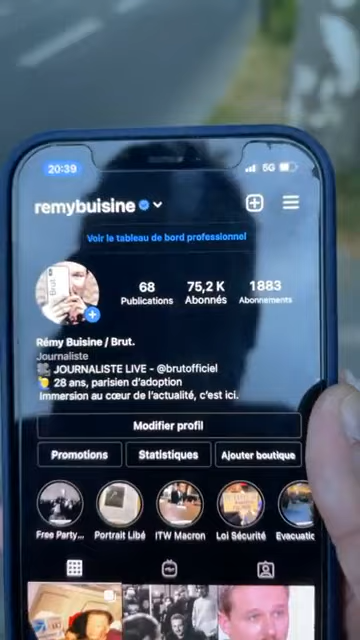 20:39
5G
remybuisine
Voir le tableau de bord professionnel
Brut.
68
75,2 K
1883
Publications
Abonnés
Abonnements
Rémy Buisine / Brut.
Journaliste
JOURNALISTE LIVE - @brutofficiel
28 ans, parisien d'adoption
Immersion au cœur de l'actualité, c'est ici.
Modifier profil
Promotions
Statistiques
Ajouter boutique
Free Party...
Portrait Libé
ITW Macron
Loi Sécurité
Evacuatio